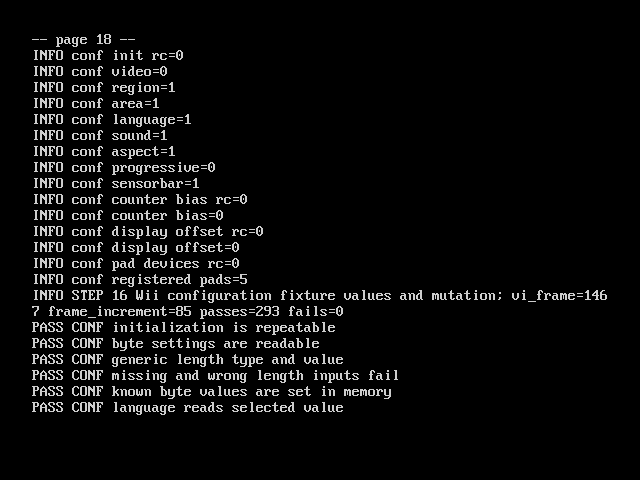 -- page 18 --
INFO conf init rc=0
INFO conf video=0
INFO conf region=1
INFO conf area=1
INFO conf language=1
INFO conf sound=1
INFO conf aspect=1
INFO conf progressive=0
INFO conf sensorbar=1
INFO conf counter bias rc=0
INFO conf counter bias=0
INFO conf display offset rc=0
INFO conf display offset=0
INFO conf pad devices rc=0
INFO conf registered pads=5
INFO STEP 16 Wii configuration fixture values and mutation; vi_frame=146
7 frame_increment=85 passes=293 fails=0
PASS CONF initialization is repeatable
PASS CONF byte settings are readable
PASS CONF generic length type and value
PASS CONF missing and wrong length inputs fail
PASS CONF known byte values are set in memory
PASS CONF language reads selected value